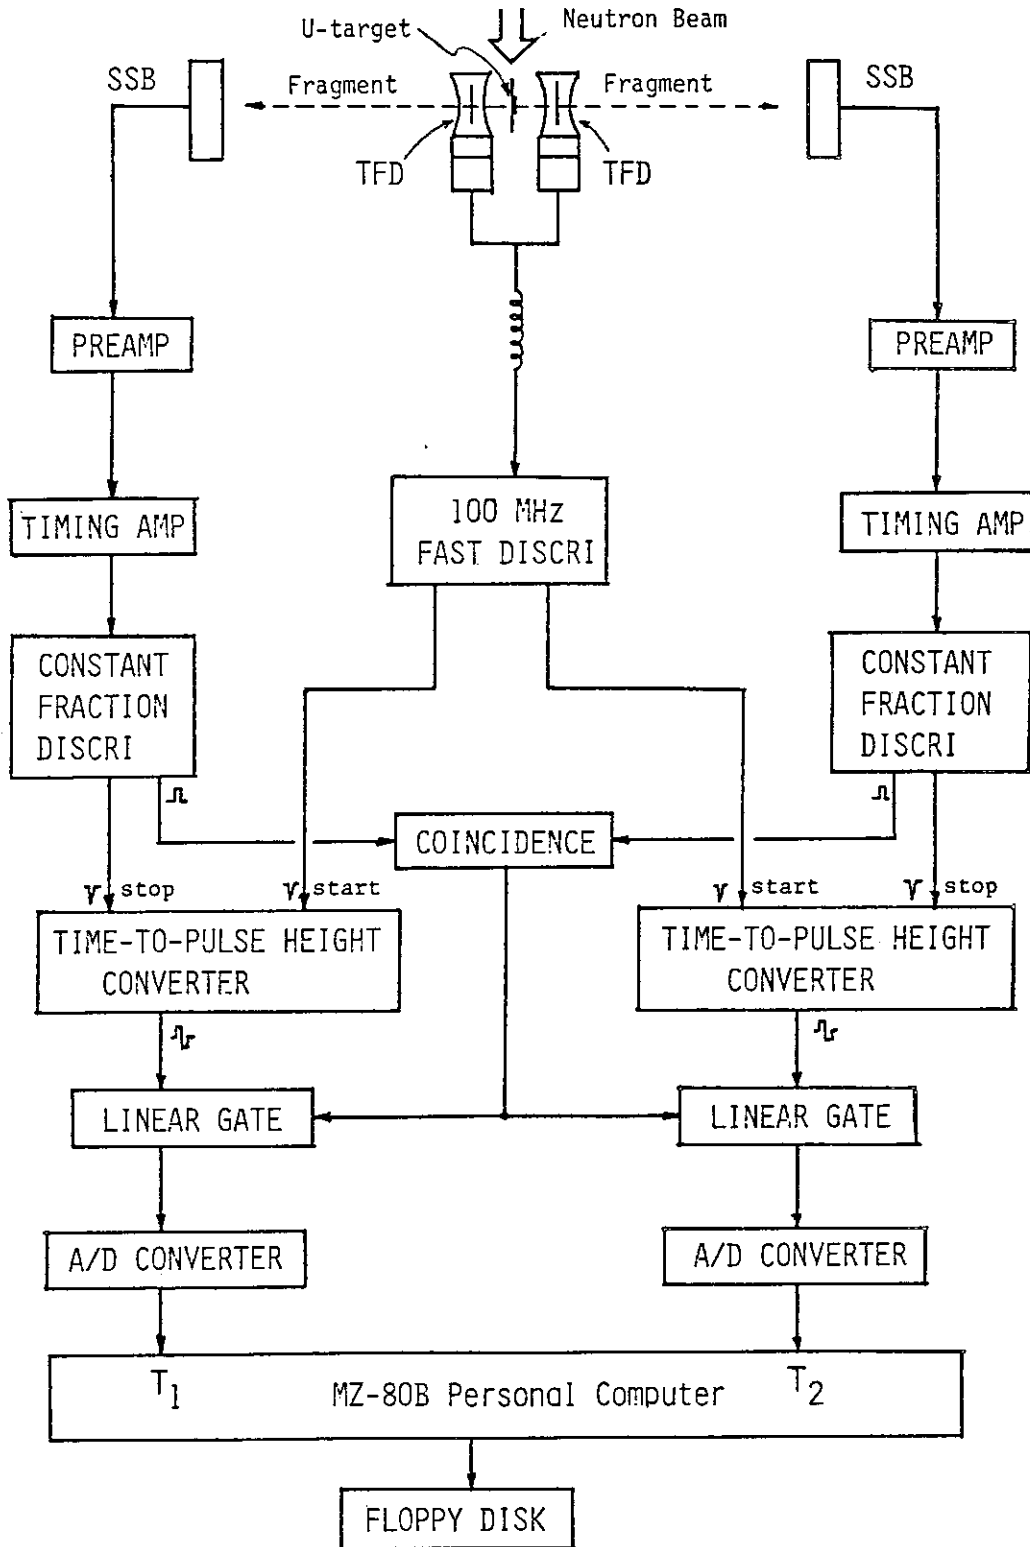 Neutron Beam
U-target
SSB
Fragment
Fragment
SSB
TFD
TFD
PREAMP
PREAMP
TIMING AMP
100 MHz
FAST DISCRI
TIMING AMP
CONSTANT
FRACTION
DISCRI
CONSTANT
FRACTION
DISCRI
COINCIDENCE
stop
start
start
stop
TIME-TO-PULSE HEIGHT
CONVERTER
TIME-TO-PULSE HEIGHT
CONVERTER
LINEAR GATE
LINEAR GATE
A/D CONVERTER
A/D CONVERTER
T1
T2
MZ-80B Personal Computer
FLOPPY DISK